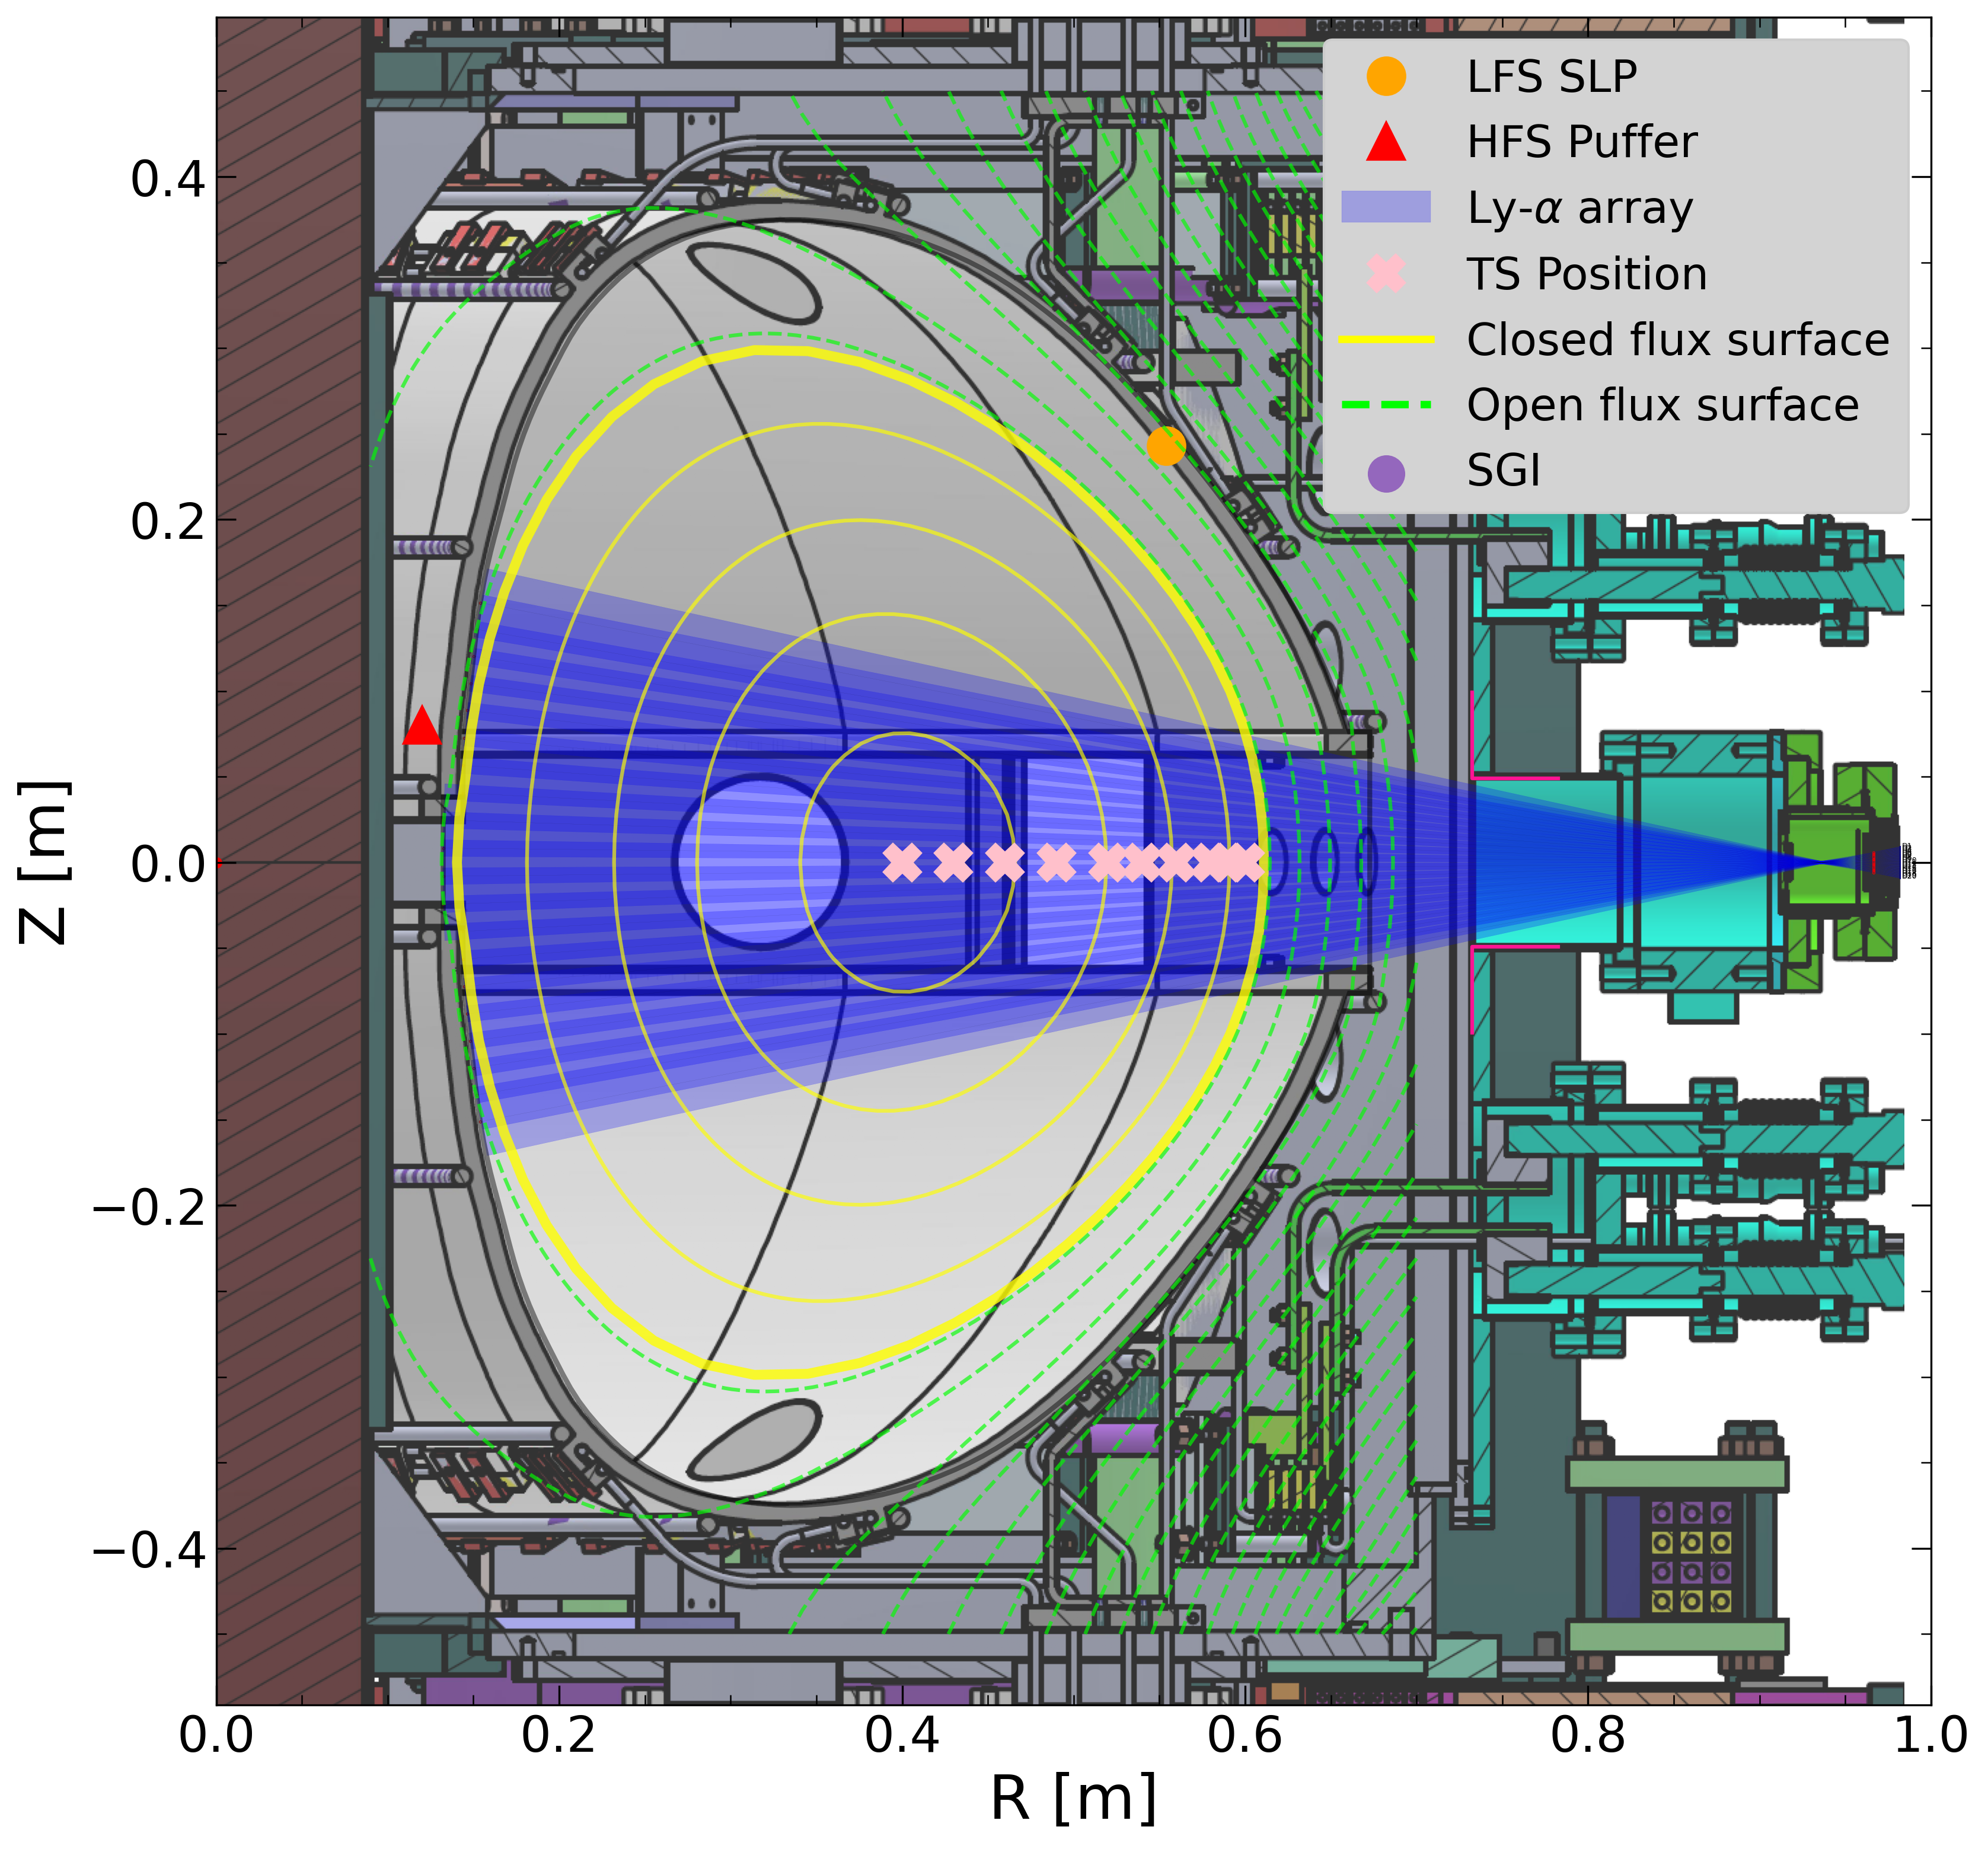 LFS SLP
HFS Puffer
Ly-α array
TS Position
Closed flux surface
Open flux surface
SGI
0.4
0.2
0.0
−0.2
−0.4
Z [m]
0.0 0.2 0.4 0.6 0.8 1.0
R [m]